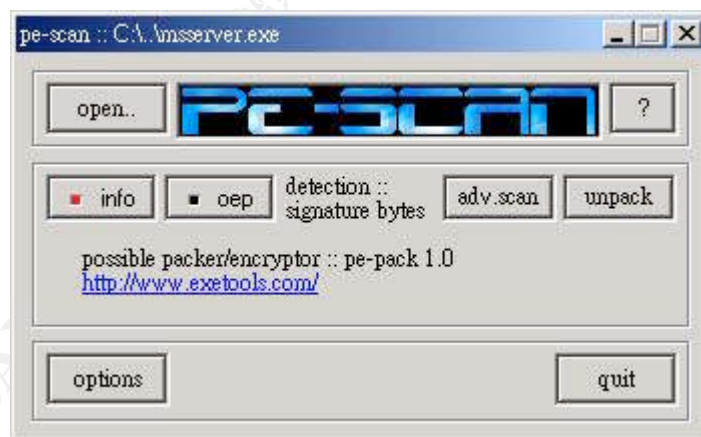 pe-scan :: C:\..\msserver.exe
open..
PE-SCAN
?
info
oep
detection ::
signature bytes
adv.scan
unpack
possible packer/encryptor :: pe-pack 1.0
http://www.exetools.com/
options
quit